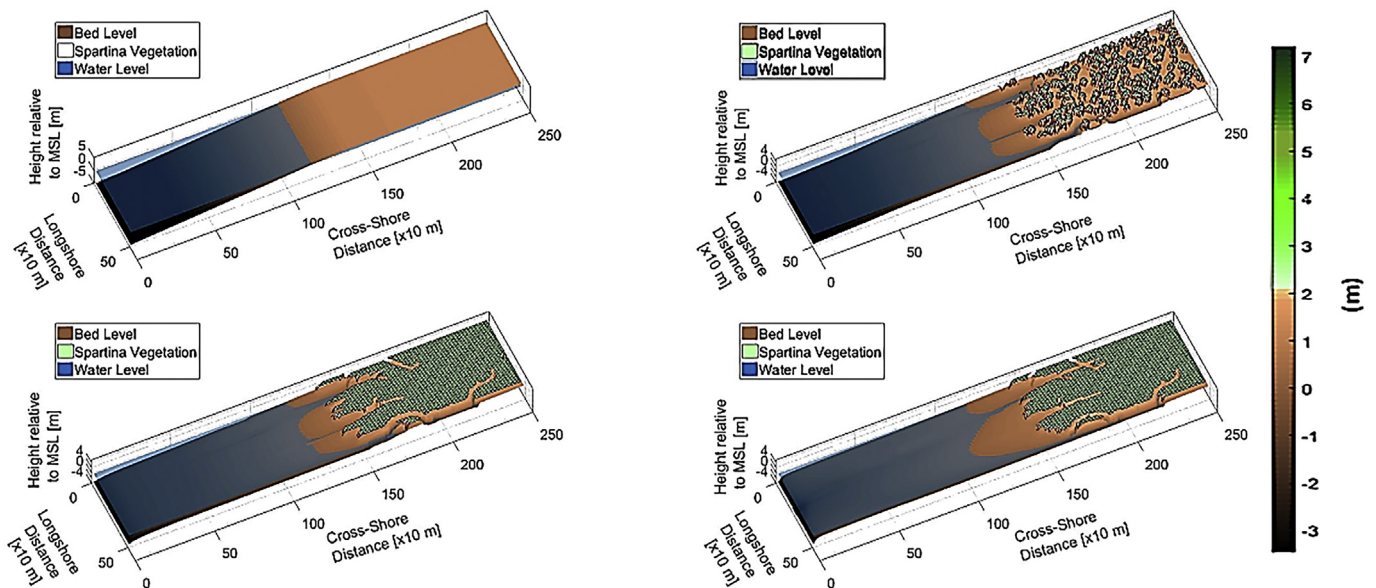 Bed Level
Spartina Vegetation
Water Level
Height relative
to MSL [m]
5
0
-5
0
50
Longshore
Distance
[x10 m]
0
50
100
150
200
250
Cross-Shore
Distance [x10 m]
Bed Level
Spartina Vegetation
Water Lovol
Height relative
to MSL [m]
4
0
-4
0
50
Longshore
Distance
[x10 m]
0
50
100
150
200
250
Cross-Shore
Distance [x10 m]
Bed Level
Spartina Vegetation
Water Level
Height relative
to MSL [m]
4
0
-4
0
50
Longshore
Distance
[x10 m]
0
50
100
150
200
250
Cross-Shore
Distance [x10 m]
Bed Level
Spartina Vegetation
Water Level
Height relative
to MSL [m]
4
0
-4
0
50
Longshore
Distance
[x10 m]
0
50
100
150
200
250
Cross-Shore
Distance [x10 m]
7
6
5
4
3
2
1
0
-1
-2
-3
(m)